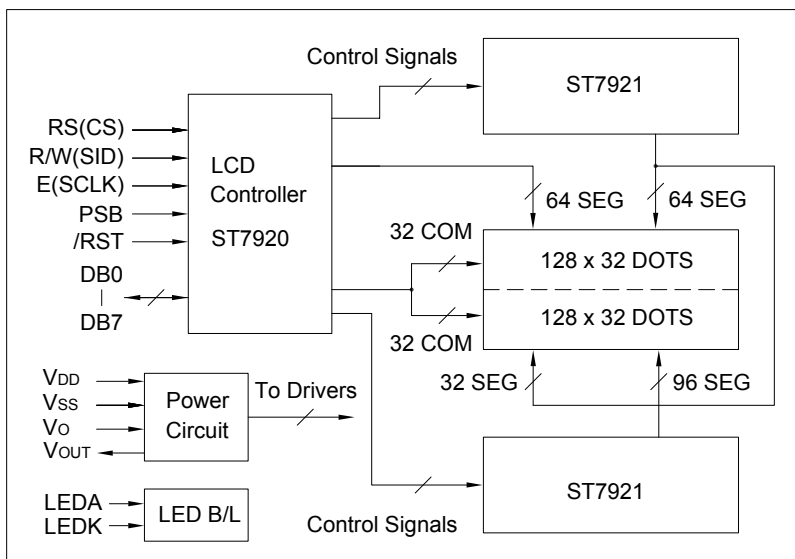 Control Signals
ST7921
RS(CS)
R/W(SID)
E(SCLK)
PSB
/RST
DB0
|
DB7
LCD
Controller
ST7920
64 SEG
64 SEG
32 COM
128 x 32 DOTS
128 x 32 DOTS
32 COM
32 SEG
96 SEG
VDD
VSS
VO
VOUT
Power
Circuit
To Drivers
LEDA
LEDK
LED B/L
Control Signals
ST7921